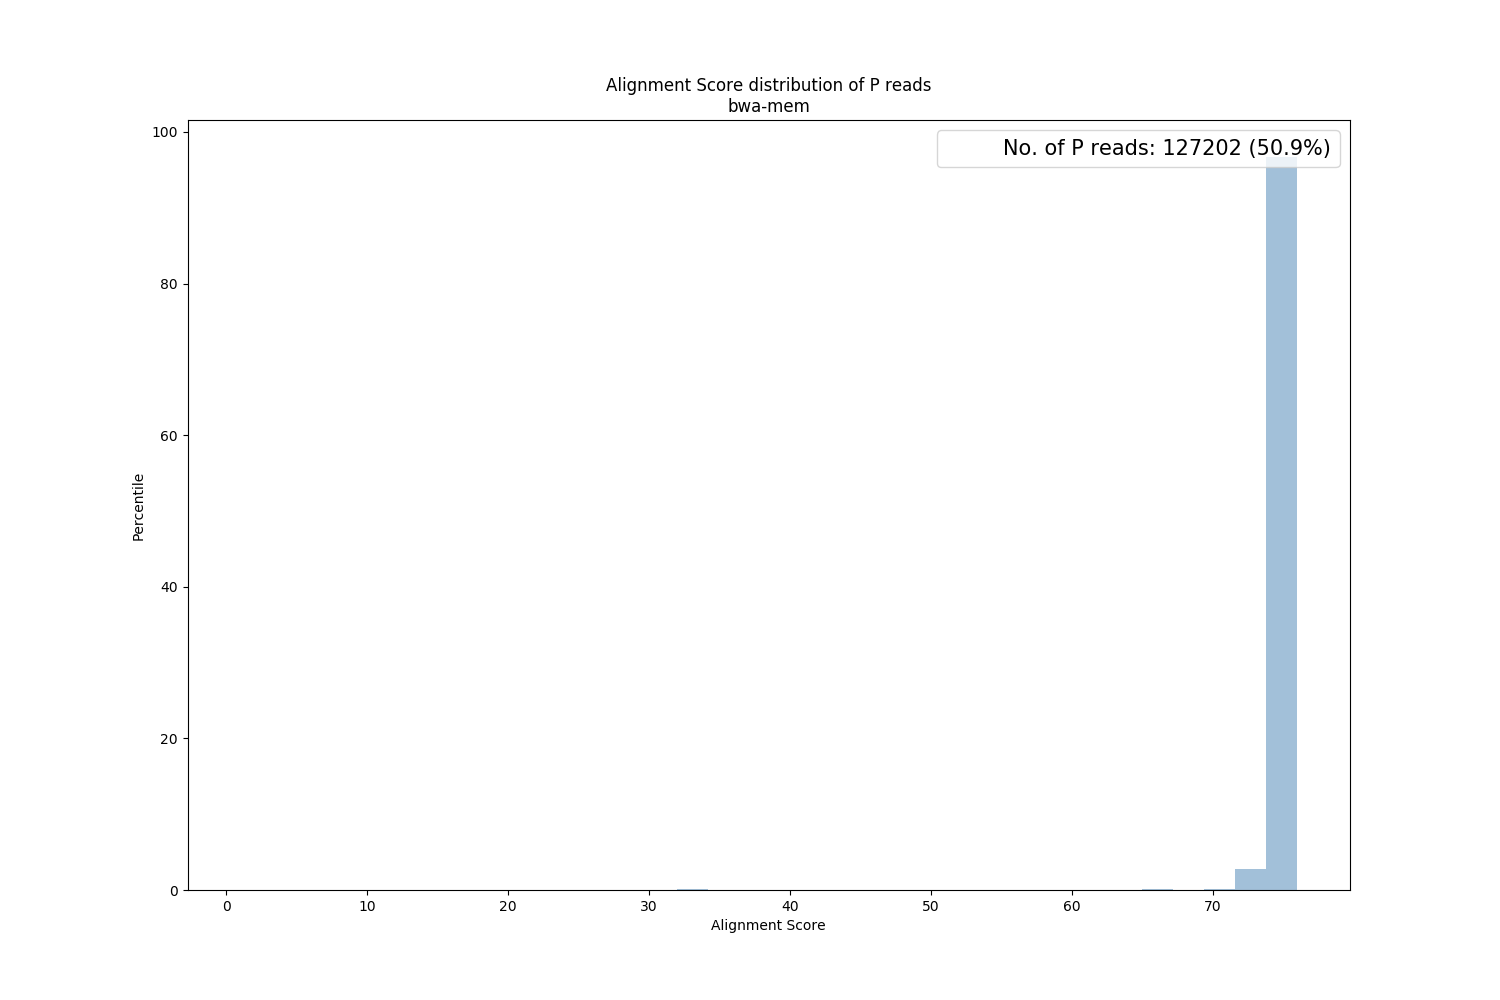 Alignment Score distribution of P reads
bwa-mem
No. of P reads: 127202 (50.9%)
100
80
60
40
20
0
Percentile
0 10 20 30 40 50 60 70
Alignment Score